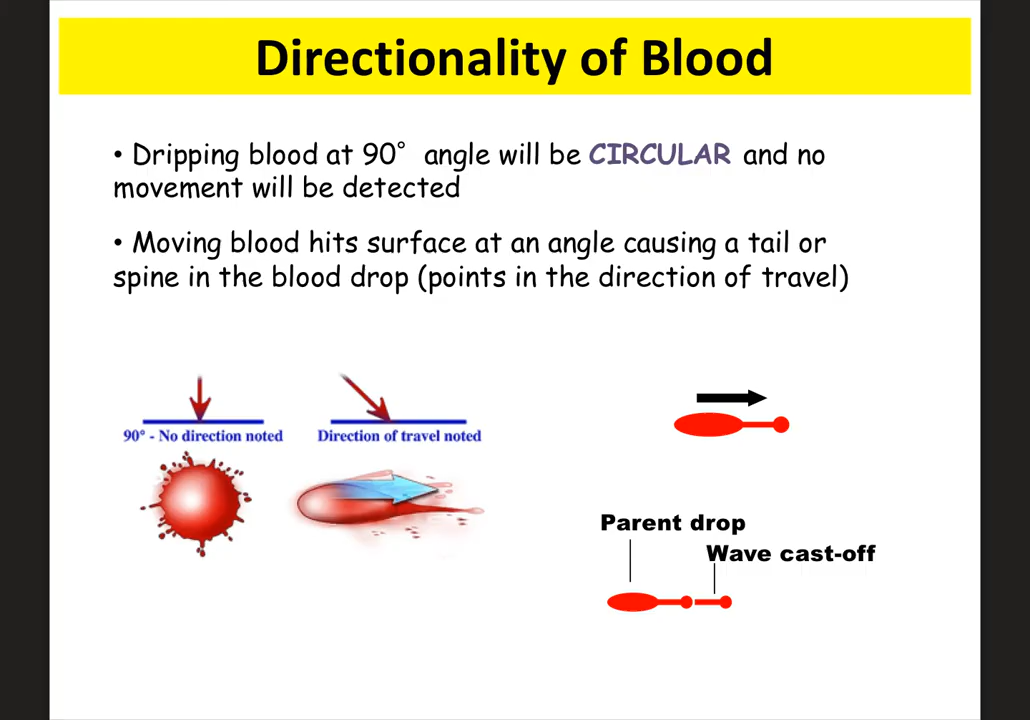 Directionality of Blood
• Dripping blood at 90° angle will be CIRCULAR and no
movement will be detected
• Moving blood hits surface at an angle causing a tail or
spine in the blood drop (points in the direction of travel)
90° - No direction noted
Direction of travel noted
Parent drop
Wave cast-off